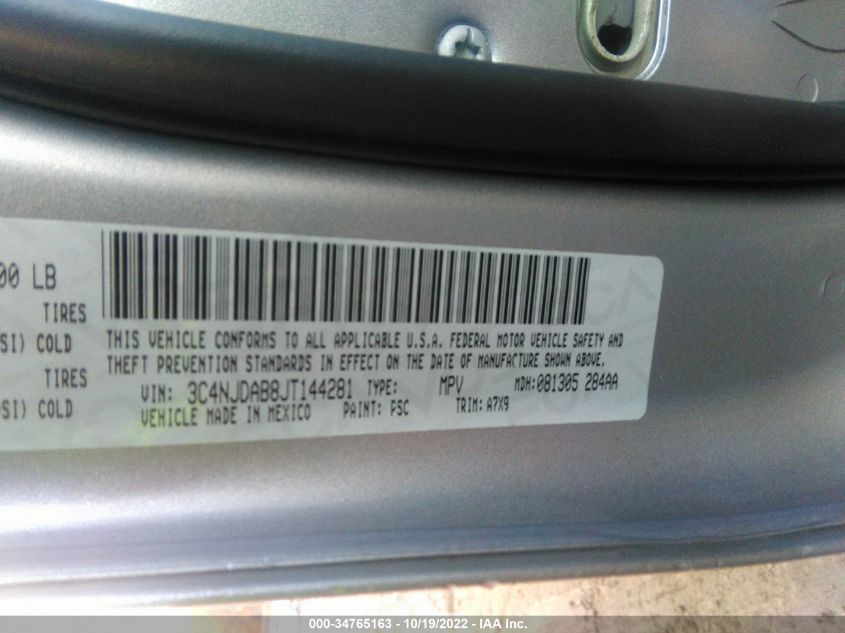 00 LB
TIRES
SI) COLD
TIRES
SI) COLD
THIS VEHICLE CONFORMS TO ALL APPLICABLE U.S.A. FEDERAL MOTOR VEHICLE SAFETY AND
THEFT PREVENTION STANDARDS IN EFFECT ON THE DATE OF MANUFACTURE SHOWN ABOVE.
VIN: 3C4NJDAB8JT144281 TYPE: MPV MDH:081305 284AA
VEHICLE MADE IN MEXICO PAINT: PSC TRIM: A7X9
000-34765163 - 10/19/2022 - IAA Inc.